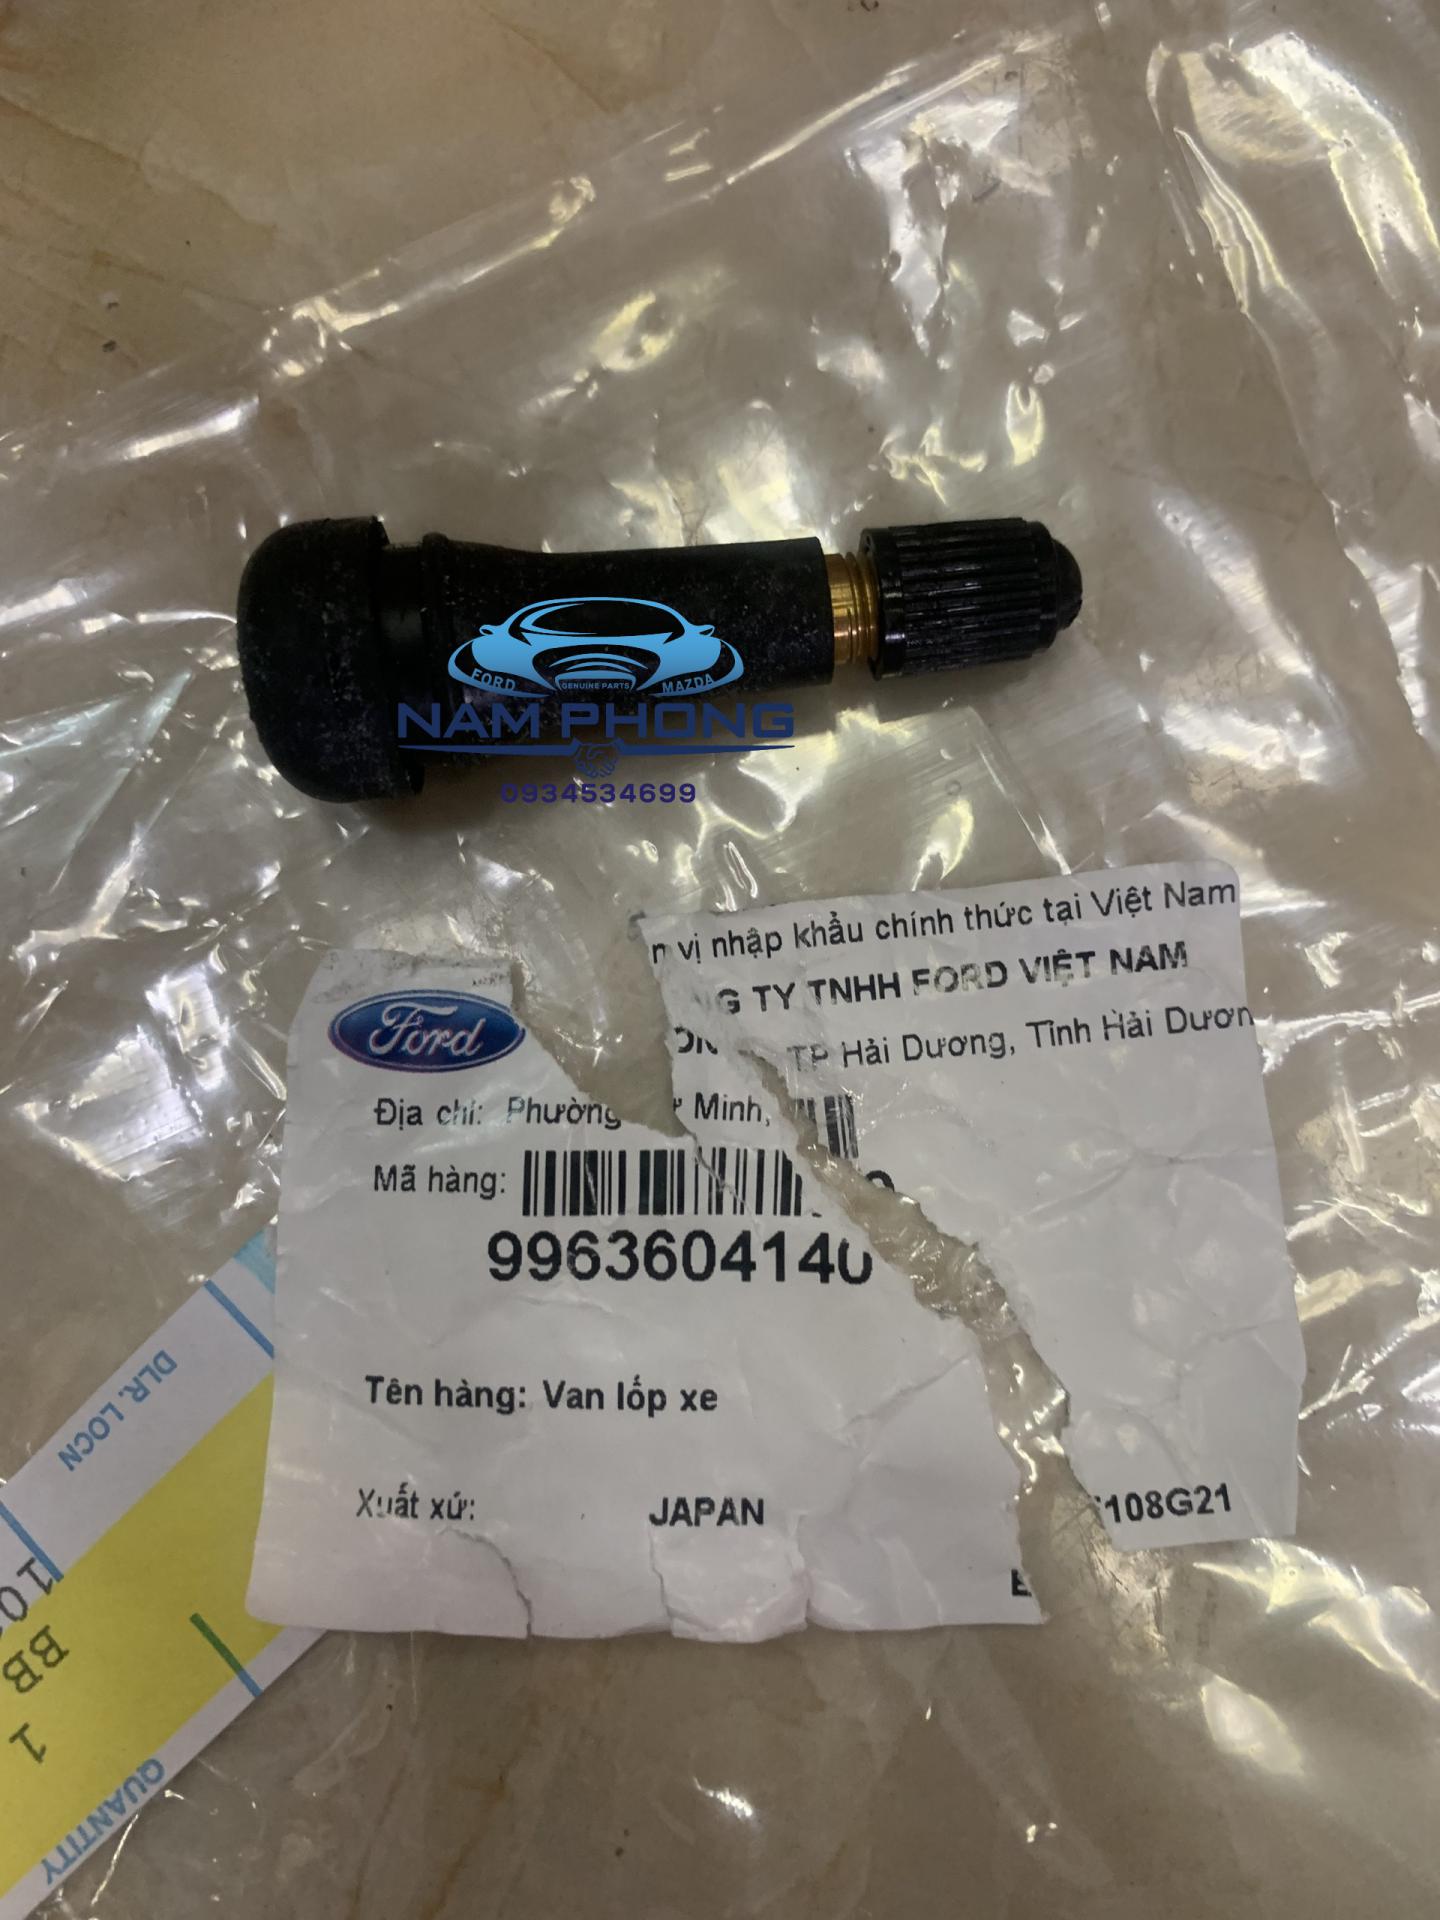 FORD
GENUINE PARTS
MAZDA
NAM PHONG
0934534699
vị nhập khẩu chính thức tại Việt Nam
TY TNHH FORD VIỆT NAM
Ford
TP Hải Dương, Tỉnh Hải Dươn
Địa chỉ: Phường Minh,
Mã hàng:
9963604140
Tên hàng: Van lốp xe
Xuất xứ: JAPAN
108G21
DLR. LOCN
BB
1
QUANTITY